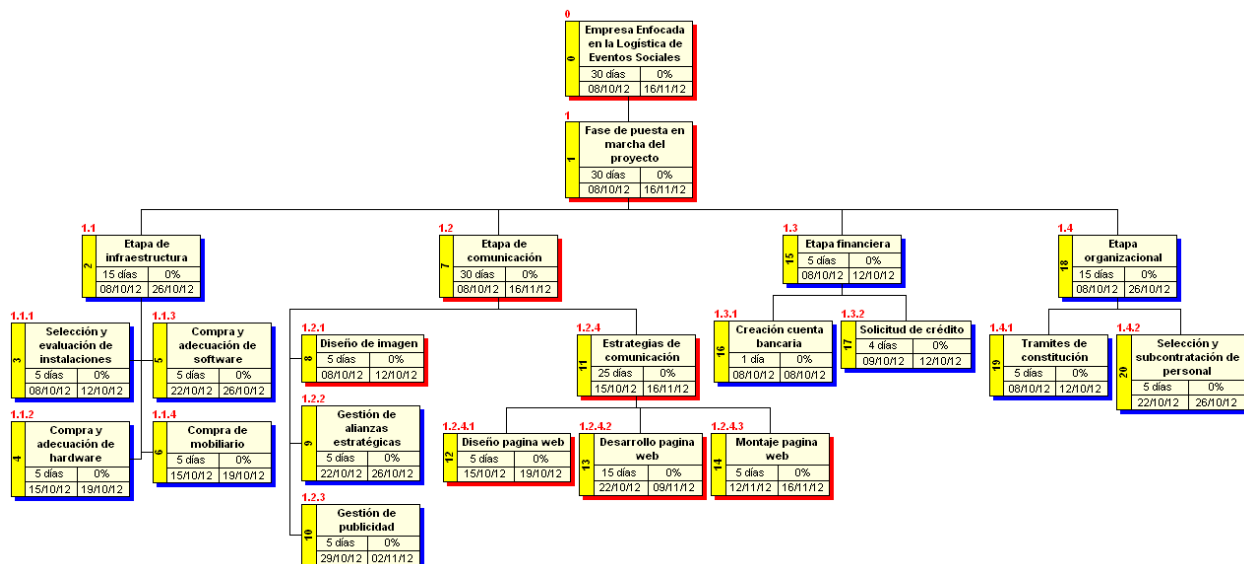 0
0
Empresa Enfocada
en la Logística de
Eventos Sociales
30 días 0%
08/10/12 16/11/12
1
1
Fase de puesta en
marcha del
proyecto
30 días 0%
08/10/12 16/11/12
1.1
2
Etapa de
infraestructura
15 días 0%
08/10/12 26/10/12
1.1.1
3
Selección y
evaluación de
instalaciones
5 días 0%
08/10/12 12/10/12
1.1.3
5
Compra y
adecuación de
software
5 días 0%
22/10/12 26/10/12
1.1.2
4
Compra y
adecuación de
hardware
5 días 0%
15/10/12 19/10/12
1.1.4
6
Compra de
mobiliario
5 días 0%
15/10/12 19/10/12
1.2
7
Etapa de
comunicación
30 días 0%
08/10/12 16/11/12
1.2.1
8
Diseño de imagen
5 días 0%
08/10/12 12/10/12
1.2.2
9
Gestión de
alianzas
estratégicas
5 días 0%
22/10/12 26/10/12
1.2.3
10
Gestión de
publicidad
5 días 0%
29/10/12 02/11/12
1.2.4
11
Estrategias de
comunicación
25 días 0%
15/10/12 16/11/12
1.2.4.1
12
Diseño pagina web
5 días 0%
15/10/12 19/10/12
1.2.4.2
13
Desarrollo pagina
web
15 días 0%
22/10/12 09/11/12
1.2.4.3
14
Montaje pagina
web
5 días 0%
12/11/12 16/11/12
1.3
15
Etapa financiera
5 días 0%
08/10/12 12/10/12
1.3.1
16
Creación cuenta
bancaria
1 día 0%
08/10/12 08/10/12
1.3.2
17
Solicitud de crédito
4 días 0%
09/10/12 12/10/12
1.4
18
Etapa
organizacional
15 días 0%
08/10/12 26/10/12
1.4.1
19
Tramites de
constitución
5 días 0%
08/10/12 12/10/12
1.4.2
20
Selección y
subcontratación de
personal
5 días 0%
22/10/12 26/10/12